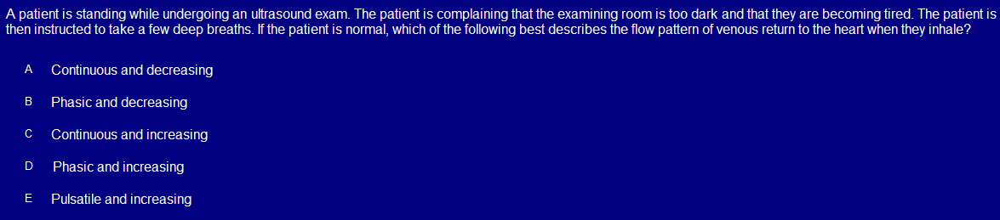 A patient is standing while undergoing an ultrasound exam. The patient is complaining that the examining room is too dark and that they are becoming tired. The patient is
then instructed to take a few deep breaths. If the patient is normal, which of the following best describes the flow pattern of venous return to the heart when they inhale?
A Continuous and decreasing
B Phasic and decreasing
C Continuous and increasing
D Phasic and increasing
E Pulsatile and increasing